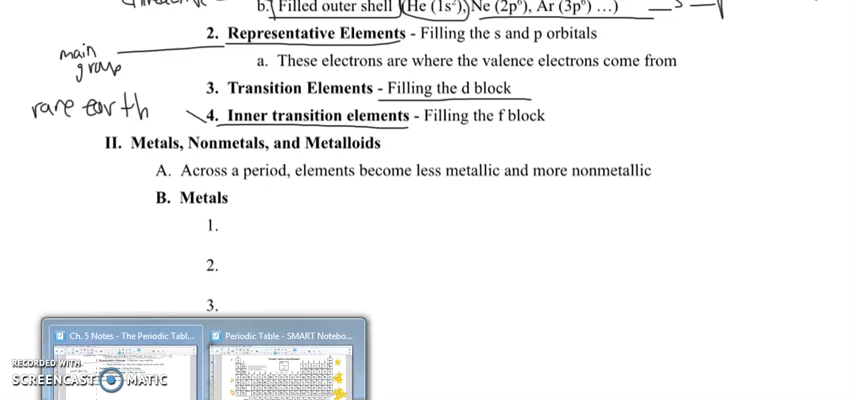 b. Filled outer shell (He (1s²), Ne (2p⁶), Ar (3p⁶) …)
2. Representative Elements - Filling the s and p orbitals
main
group
a. These electrons are where the valence electrons come from
3. Transition Elements - Filling the d block
rare earth
4. Inner transition elements - Filling the f block
II. Metals, Nonmetals, and Metalloids
A. Across a period, elements become less metallic and more nonmetallic
B. Metals
1.
2.
3.
Ch. 5 Notes - The Periodic Tabl...
Periodic Table - SMART Notebo...
RECORDED WITH
SCREENCAST-O-MATIC